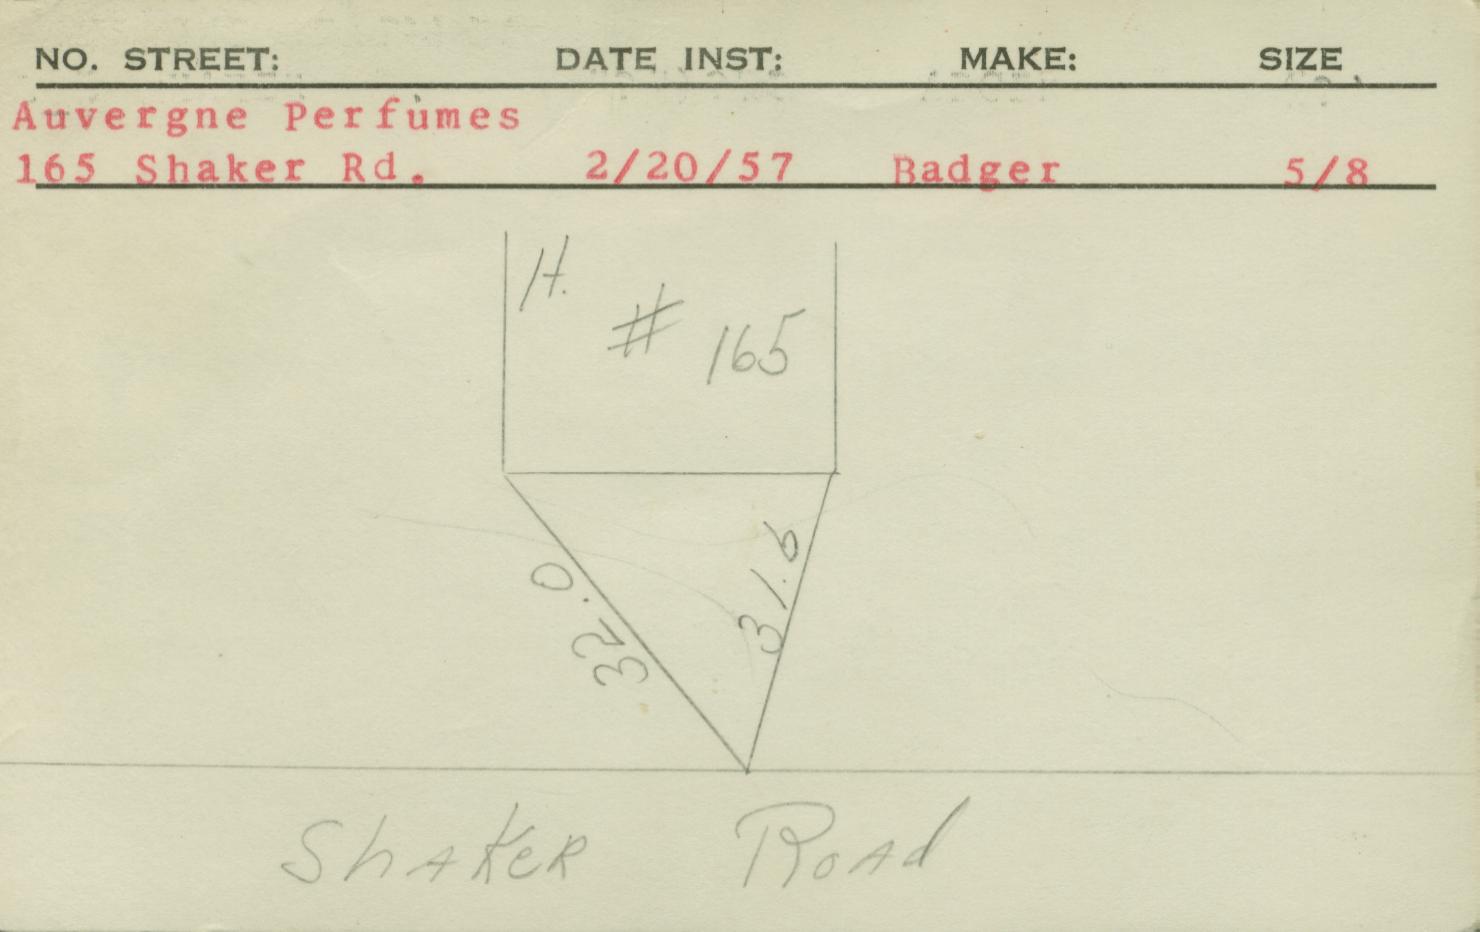 NO. STREET: DATE INST: MAKE: SIZE
Auvergne Perfumes
165 Shaker Rd. 2/20/57 Badger 5/8
H.
# 165
32.0
31.6
SHAKER ROAD